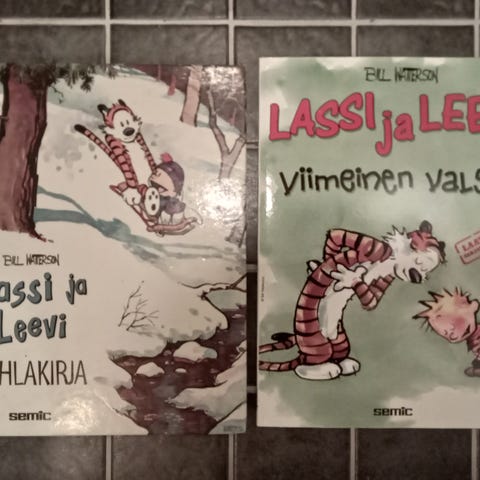 BILL WATTERSON
assi ja
Leevi
HLAKIRJA
semic
BILL WATTERSON
LASSI ja LEE
Viimeinen Vals
semic